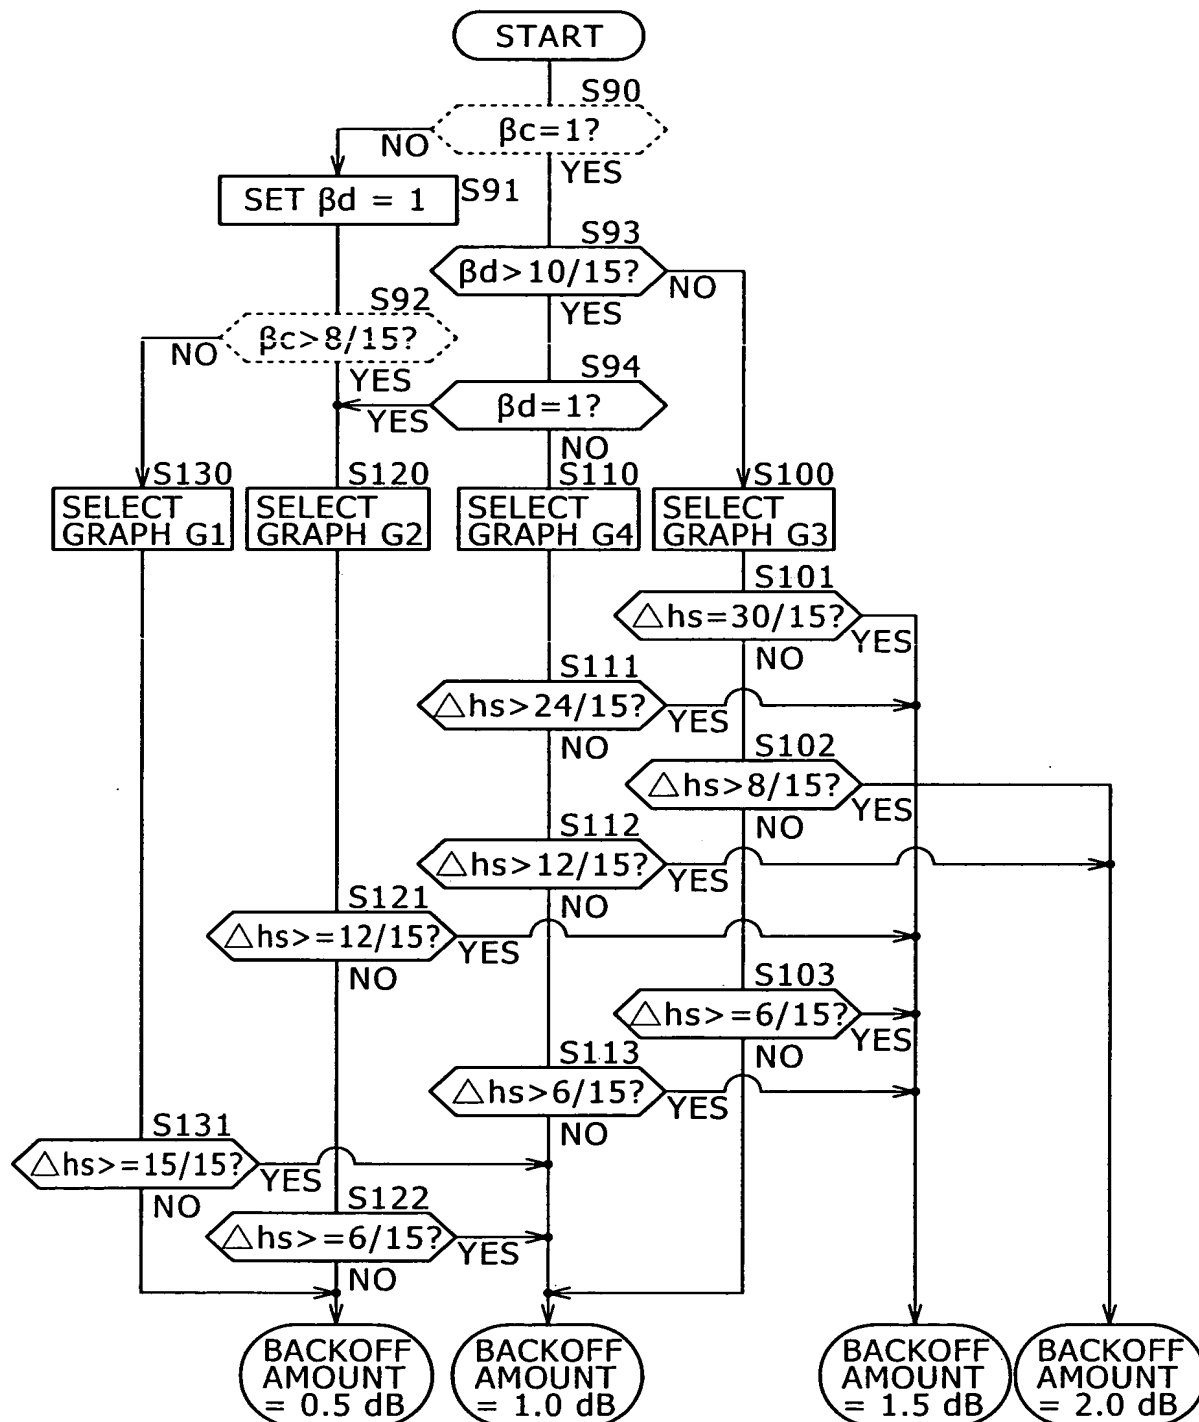 START
S90
βc=1?
NO
YES
SET βd = 1
S91
S93
βd>10/15?
NO
YES
S92
βc>8/15?
NO
YES
S94
βd=1?
YES
NO
S130
SELECT
GRAPH G1
S120
SELECT
GRAPH G2
S110
SELECT
GRAPH G4
S100
SELECT
GRAPH G3
S101
△hs=30/15?
YES
NO
S111
△hs>24/15?
YES
NO
S102
△hs>8/15?
YES
NO
S112
△hs>12/15?
YES
NO
S121
△hs>=12/15?
YES
NO
S103
△hs>=6/15?
YES
NO
S113
△hs>6/15?
YES
NO
S131
△hs>=15/15?
YES
NO
S122
△hs>=6/15?
YES
NO
BACKOFF
AMOUNT
= 0.5 dB
BACKOFF
AMOUNT
= 1.0 dB
BACKOFF
AMOUNT
= 1.5 dB
BACKOFF
AMOUNT
= 2.0 dB